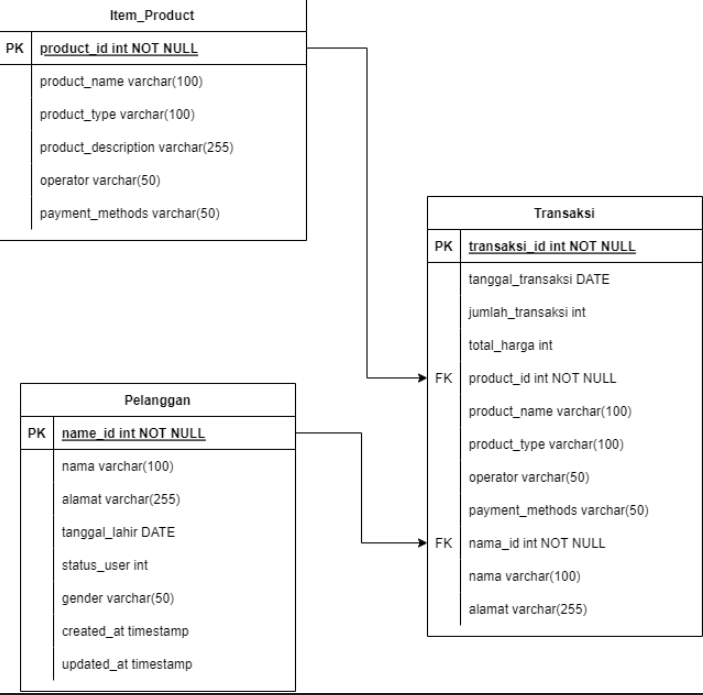 Item_Product
PK product_id int NOT NULL
product_name varchar(100)
product_type varchar(100)
product_description varchar(255)
operator varchar(50)
payment_methods varchar(50)
Transaksi
PK transaksi_id int NOT NULL
tanggal_transaksi DATE
jumlah_transaksi int
total_harga int
FK product_id int NOT NULL
product_name varchar(100)
product_type varchar(100)
operator varchar(50)
payment_methods varchar(50)
FK nama_id int NOT NULL
nama varchar(100)
alamat varchar(255)
Pelanggan
PK name_id int NOT NULL
nama varchar(100)
alamat varchar(255)
tanggal_lahir DATE
status_user int
gender varchar(50)
created_at timestamp
updated_at timestamp